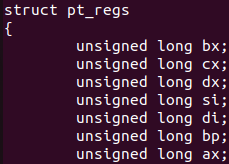 struct pt_regs
{
        unsigned long bx;
        unsigned long cx;
        unsigned long dx;
        unsigned long si;
        unsigned long di;
        unsigned long bp;
        unsigned long ax;